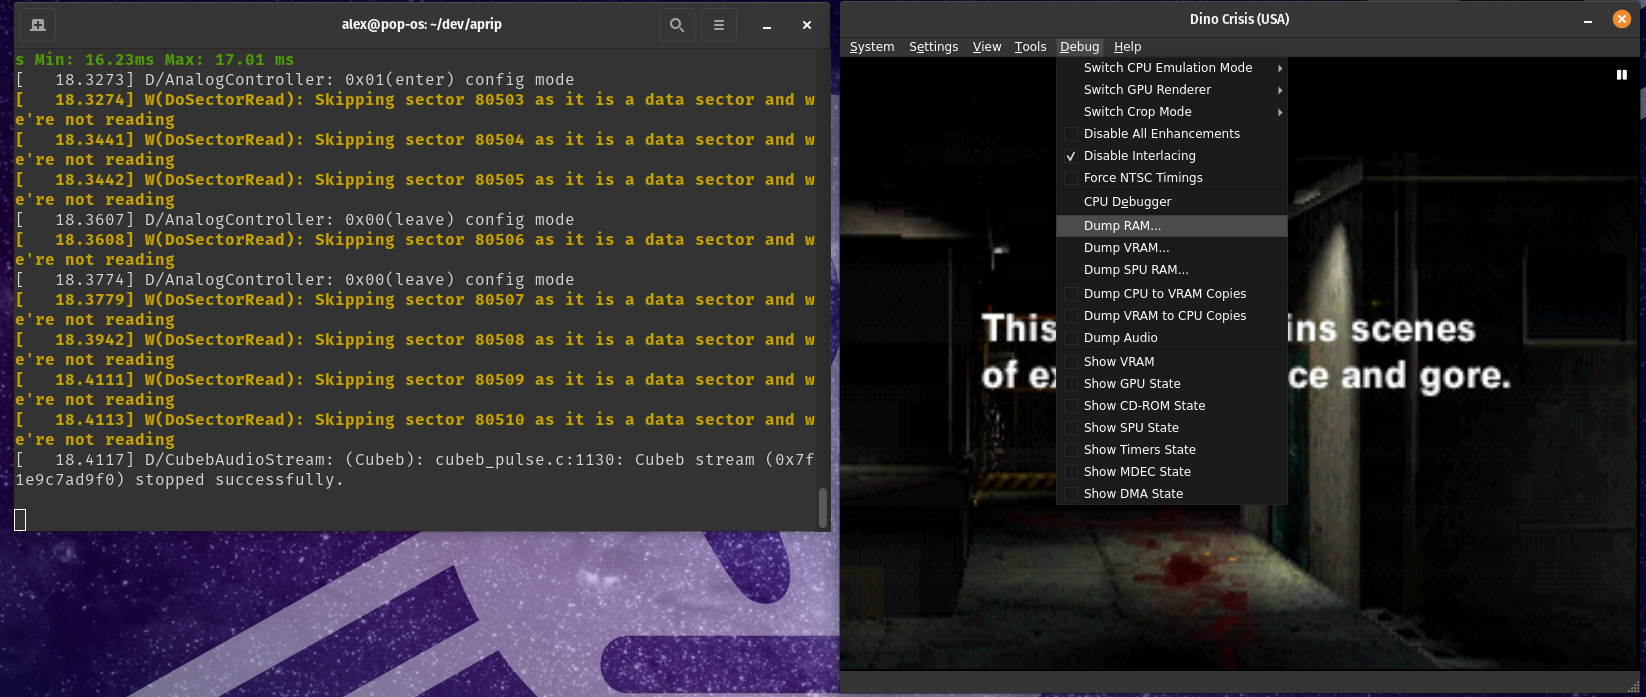 alex@pop-os: ~/dev/aprip
s Min: 16.23ms Max: 17.01 ms
[   18.3273] D/AnalogController: 0x01(enter) config mode
[   18.3274] W(DoSectorRead): Skipping sector 80503 as it is a data sector and w
e're not reading
[   18.3441] W(DoSectorRead): Skipping sector 80504 as it is a data sector and w
e're not reading
[   18.3442] W(DoSectorRead): Skipping sector 80505 as it is a data sector and w
e're not reading
[   18.3607] D/AnalogController: 0x00(leave) config mode
[   18.3608] W(DoSectorRead): Skipping sector 80506 as it is a data sector and w
e're not reading
[   18.3774] D/AnalogController: 0x00(leave) config mode
[   18.3779] W(DoSectorRead): Skipping sector 80507 as it is a data sector and w
e're not reading
[   18.3942] W(DoSectorRead): Skipping sector 80508 as it is a data sector and w
e're not reading
[   18.4111] W(DoSectorRead): Skipping sector 80509 as it is a data sector and w
e're not reading
[   18.4113] W(DoSectorRead): Skipping sector 80510 as it is a data sector and w
e're not reading
[   18.4117] D/CubebAudioStream: (Cubeb): cubeb_pulse.c:1130: Cubeb stream (0x7f
1e9c7ad9f0) stopped successfully.
Dino Crisis (USA)
System Settings View Tools Debug Help
Switch CPU Emulation Mode
Switch GPU Renderer
Switch Crop Mode
Disable All Enhancements
Disable Interlacing
Force NTSC Timings
CPU Debugger
Dump RAM...
Dump VRAM...
Dump SPU RAM...
Dump CPU to VRAM Copies
Dump VRAM to CPU Copies
Dump Audio
Show VRAM
Show GPU State
Show CD-ROM State
Show SPU State
Show Timers State
Show MDEC State
Show DMA State
This ins scenes
of ex ce and gore.